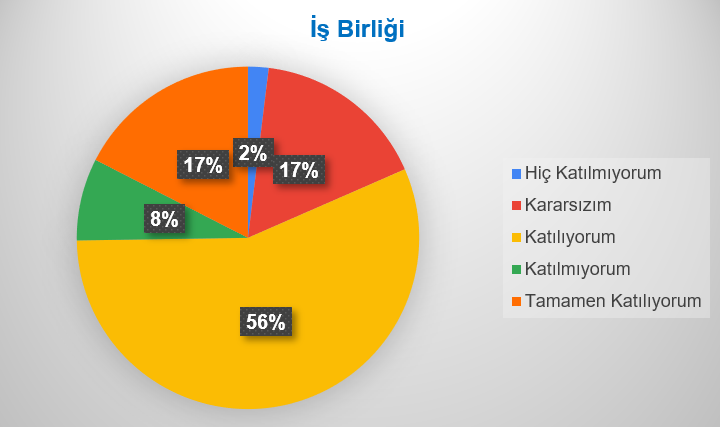 İş Birliği
2%
17%
17%
8%
56%
Hiç Katılmıyorum
Kararsızım
Katılıyorum
Katılmıyorum
Tamamen Katılıyorum